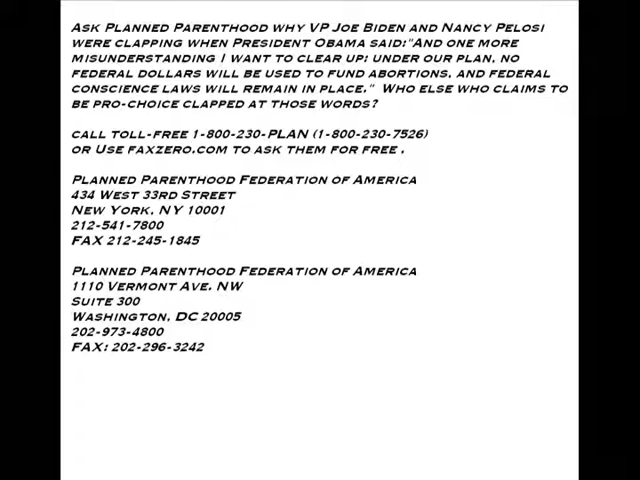 Ask Planned Parenthood why VP Joe Biden and Nancy Pelosi
were clapping when President Obama said:"And one more
misunderstanding I want to clear up: under our plan, no
federal dollars will be used to fund abortions, and federal
conscience laws will remain in place." Who else who claims to
be pro-choice clapped at those words?
call toll-free 1-800-230-PLAN (1-800-230-7526)
or Use faxzero.com to ask them for free .
Planned Parenthood Federation of America
434 West 33rd Street
New York, NY 10001
212-541-7800
FAX 212-245-1845
Planned Parenthood Federation of America
1110 Vermont Ave, NW
Suite 300
Washington, DC 20005
202-973-4800
Fax: 202-296-3242